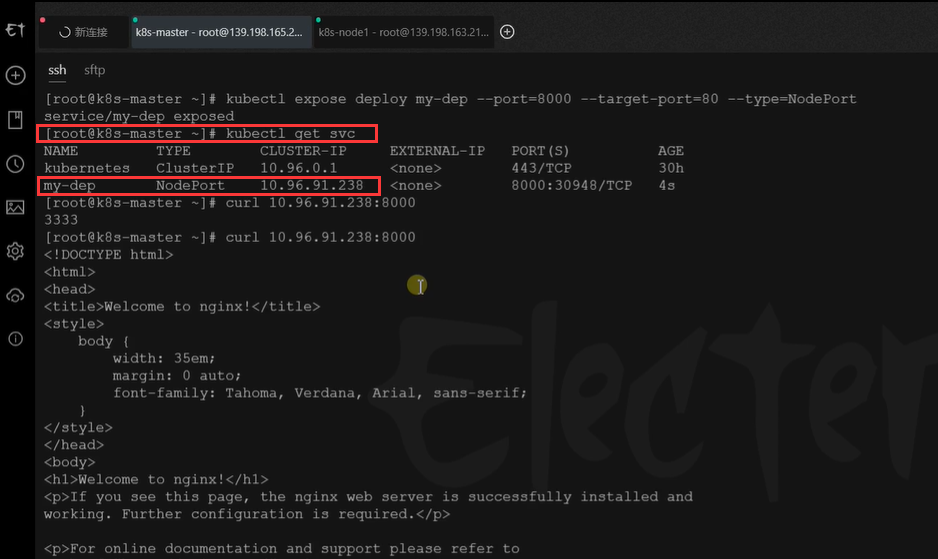 Et
新连接
k8s-master - root@139.198.165.2...
k8s-node1 - root@139.198.163.21...
ssh sftp
[root@k8s-master ~]# kubectl expose deploy my-dep --port=8000 --target-port=80 --type=NodePort
service/my-dep exposed
[root@k8s-master ~]# kubectl get svc
NAME TYPE CLUSTER-IP EXTERNAL-IP PORT(S) AGE
kubernetes ClusterIP 10.96.0.1 <none> 443/TCP 30h
my-dep NodePort 10.96.91.238 <none> 8000:30948/TCP 4s
[root@k8s-master ~]# curl 10.96.91.238:8000
3333
[root@k8s-master ~]# curl 10.96.91.238:8000
<!DOCTYPE html>
<html>
<head>
<title>Welcome to nginx!</title>
<style>
    body {
        width: 35em;
        margin: 0 auto;
        font-family: Tahoma, Verdana, Arial, sans-serif;
    }
</style>
</head>
<body>
<h1>Welcome to nginx!</h1>
<p>If you see this page, the nginx web server is successfully installed and
working. Further configuration is required.</p>
<p>For online documentation and support please refer to
Electer